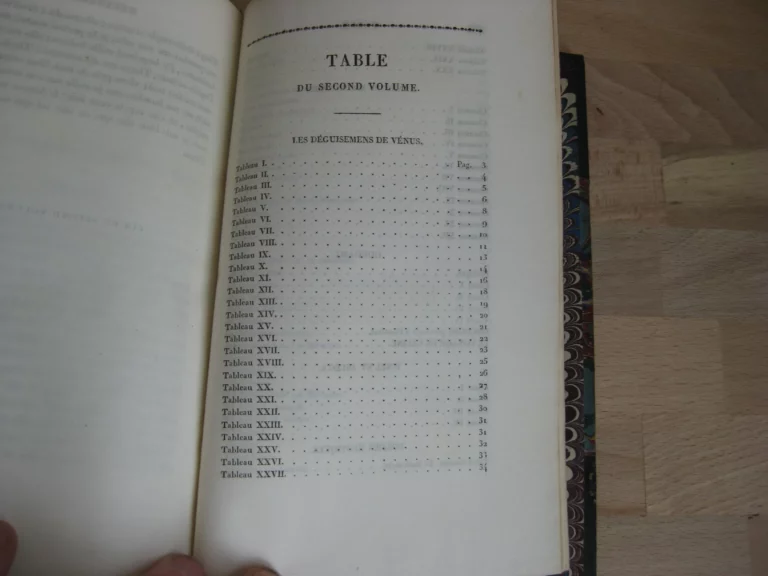 TABLE
DU SECOND VOLUME.
LES DÉGUISEMENS DE VÉNUS.
Tableau I. . . . . . . . . . . . . . . Pag. 3
Tableau II. . . . . . . . . . . . . . . 4
Tableau III. . . . . . . . . . . . . . . 5
Tableau IV. . . . . . . . . . . . . . . 6
Tableau V. . . . . . . . . . . . . . . 8
Tableau VI. . . . . . . . . . . . . . . 9
Tableau VII. . . . . . . . . . . . . . . 10
Tableau VIII. . . . . . . . . . . . . . . 11
Tableau IX. . . . . . . . . . . . . . . 13
Tableau X. . . . . . . . . . . . . . . 14
Tableau XI. . . . . . . . . . . . . . . 16
Tableau XII. . . . . . . . . . . . . . . 18
Tableau XIII. . . . . . . . . . . . . . . 19
Tableau XIV. . . . . . . . . . . . . . . 20
Tableau XV. . . . . . . . . . . . . . . 21
Tableau XVI. . . . . . . . . . . . . . . 22
Tableau XVII. . . . . . . . . . . . . . . 23
Tableau XVIII. . . . . . . . . . . . . . . 25
Tableau XIX. . . . . . . . . . . . . . . 26
Tableau XX. . . . . . . . . . . . . . . 27
Tableau XXI. . . . . . . . . . . . . . . 28
Tableau XXII. . . . . . . . . . . . . . . 30
Tableau XXIII. . . . . . . . . . . . . . . 31
Tableau XXIV. . . . . . . . . . . . . . . 31
Tableau XXV. . . . . . . . . . . . . . . 32
Tableau XXVI. . . . . . . . . . . . . . . 33
Tableau XXVII. . . . . . . . . . . . . . . 34